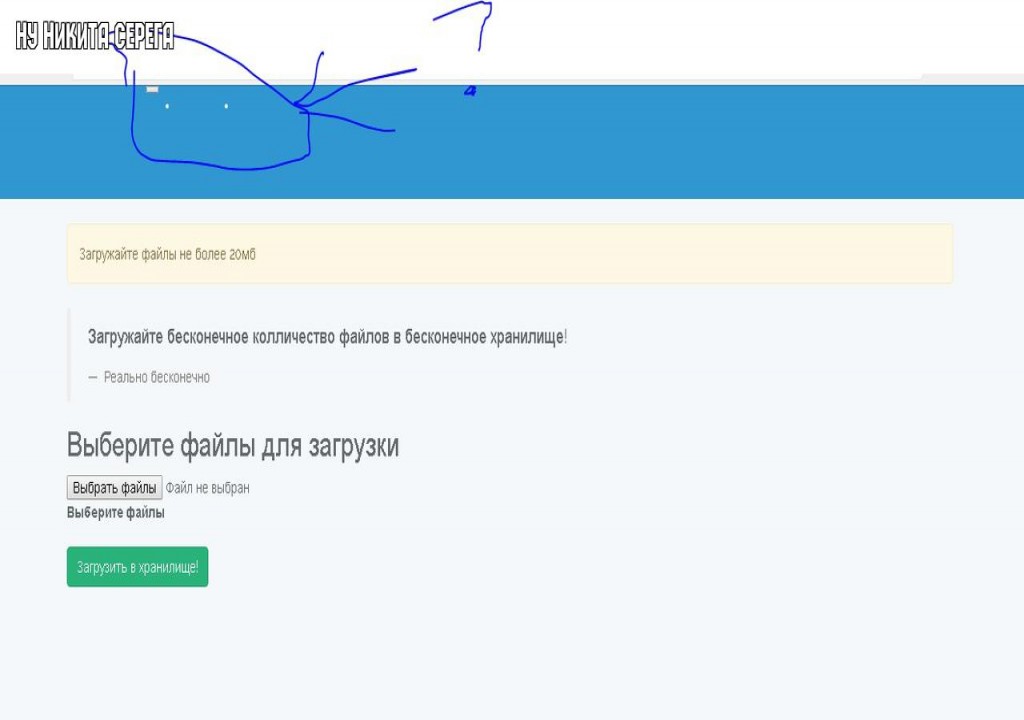 НУ НИКИТА СЕРЕГА
Загружайте файлы не более 20мб
Загружайте бесконечное колличество файлов в бесконечное хранилище!
— Реально бесконечно
Выберите файлы для загрузки
Выбрать файлы Файл не выбран
Выберите файлы
Загрузить в хранилище!